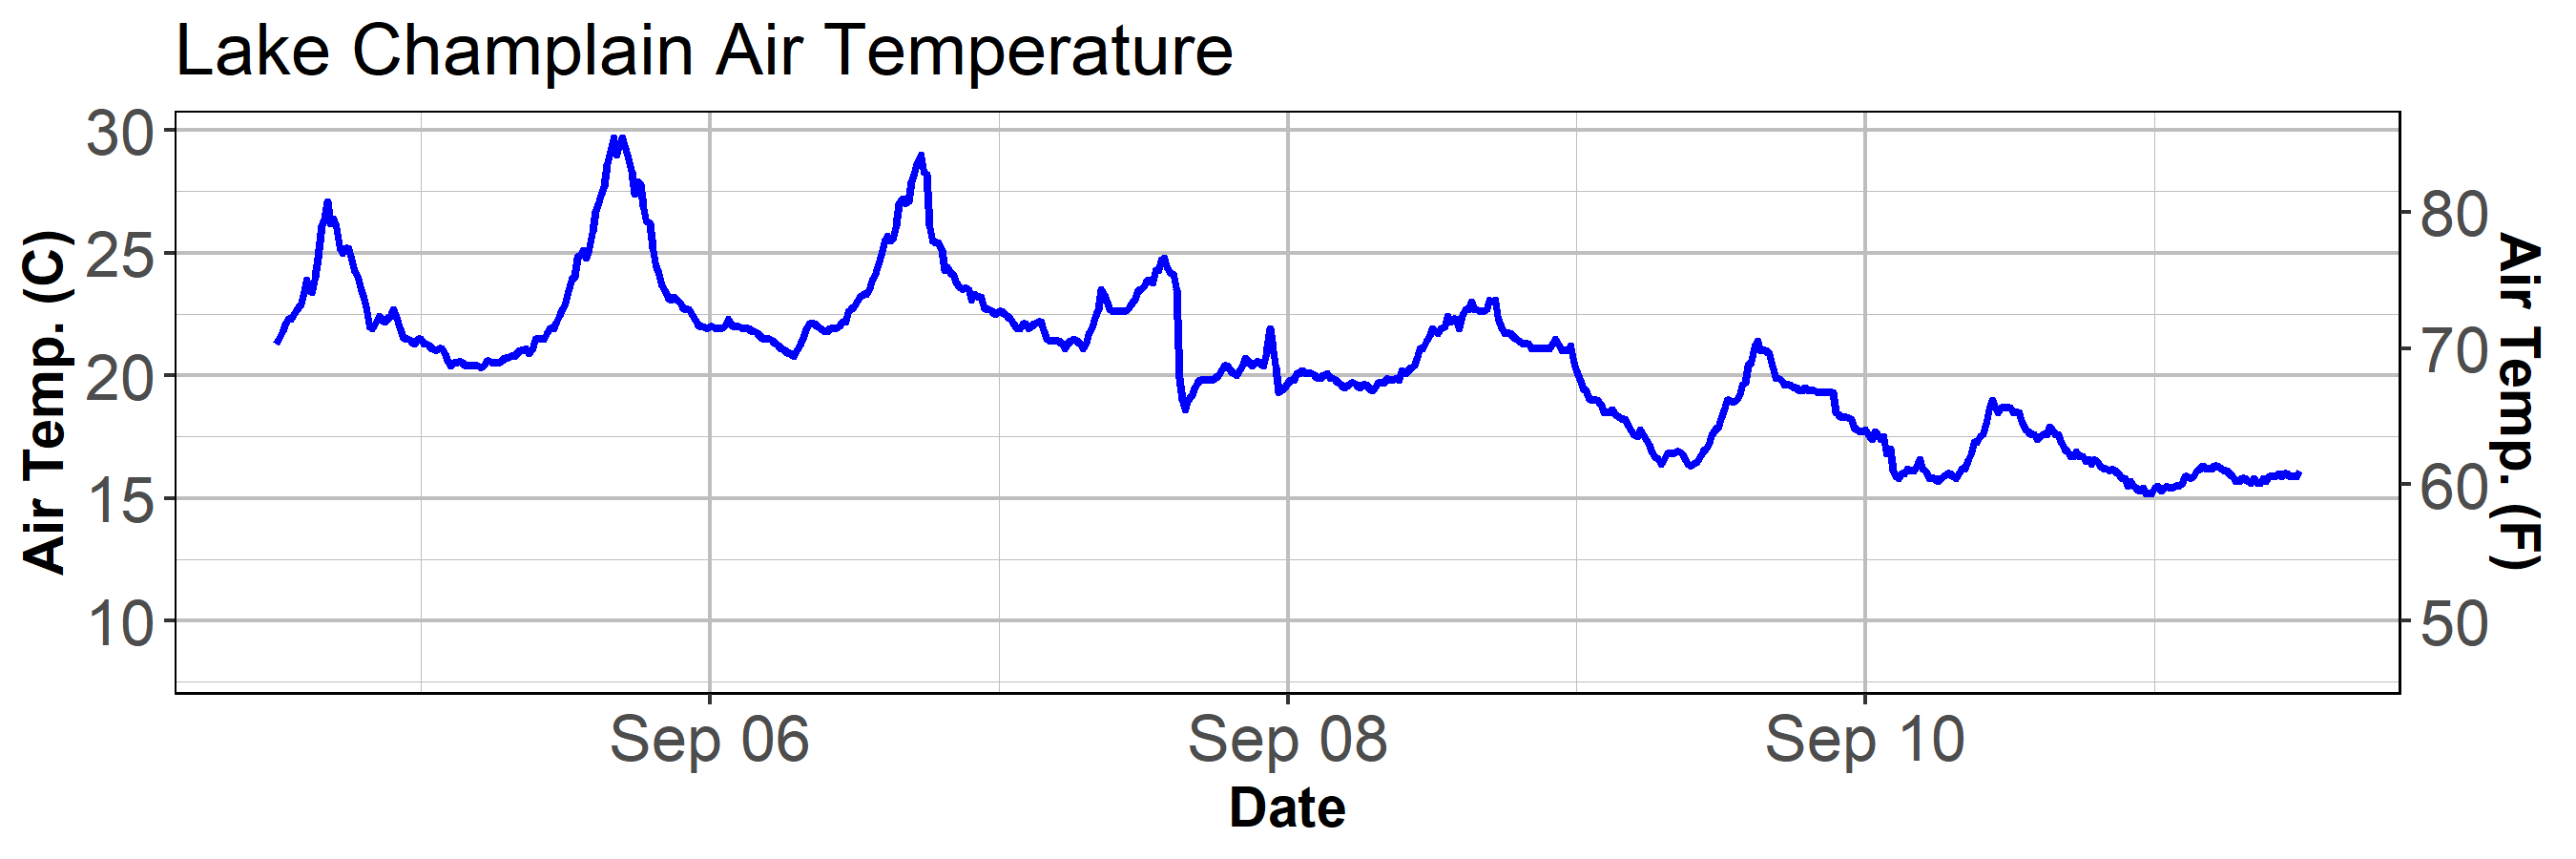 Lake Champlain Air Temperature
Air Temp. (C)
30
25
20
15
10
80
70
60
50
Air Temp. (F)
Sep 06
Sep 08
Sep 10
Date